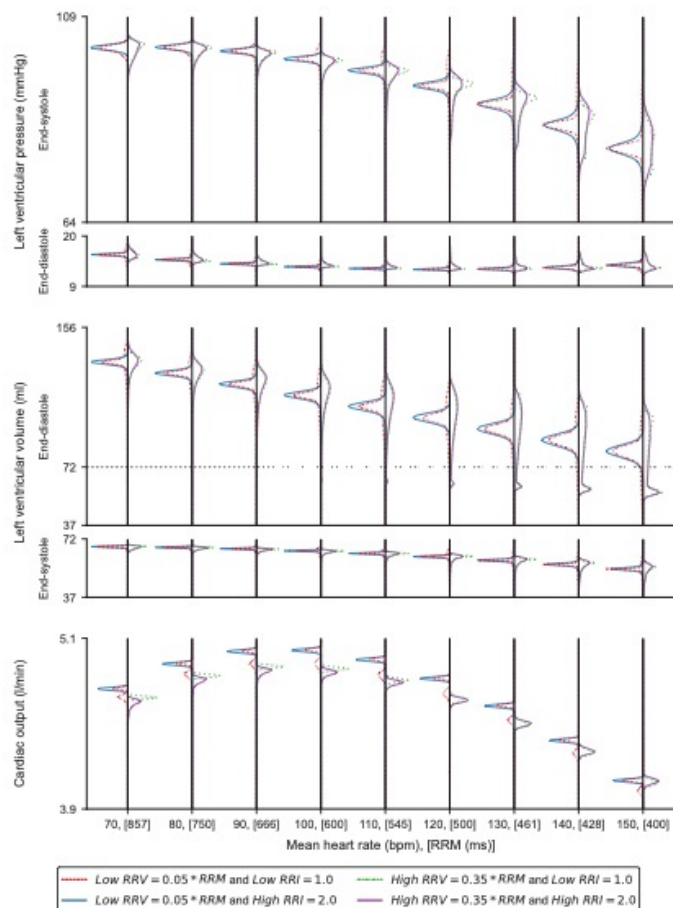 109
Left ventricular pressure (mmHg)
End-systole
64
20
End-diastole
9
156
Left ventricular volume (ml)
End-diastole
72
37
72
End-systole
37
5.1
Cardiac output (l/min)
3.9
70, [857] 80, [750] 90, [666] 100, [600] 110, [545] 120, [500] 130, [461] 140, [428] 150, [400]
Mean heart rate (bpm), [RRM (ms)]
Low RRV = 0.05 * RRM and Low RRI = 1.0 High RRV = 0.35 * RRM and Low RRI = 1.0
Low RRV = 0.05 * RRM and High RRI = 2.0 High RRV = 0.35 * RRM and High RRI = 2.0